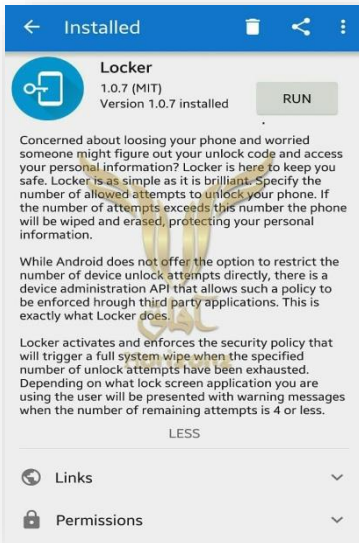 Installed
Locker
1.0.7 (MIT)
Version 1.0.7 installed
RUN
Concerned about loosing your phone and worried
someone might figure out your unlock code and access
your personal information? Locker is here to keep you
safe. Locker is as simple as it is brilliant. Specify the
number of allowed attempts to unlock your phone. If
the number of attempts exceeds this number the phone
will be wiped and erased, protecting your personal
information.
While Android does not offer the option to restrict the
number of device unlock attempts directly, there is a
device administration API that allows such a policy to
be enforced hrough third party applications. This is
exactly what Locker does.
Locker activates and enforces the security policy that
will trigger a full system wipe when the specified
number of unlock attempts have been exhausted.
Depending on what lock screen application you are
using the user will be presented with warning messages
when the number of remaining attempts is 4 or less.
LESS
Links
Permissions